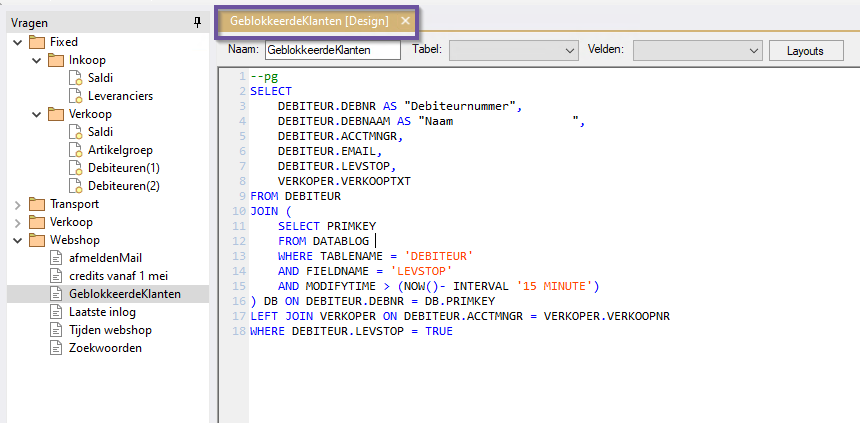 Vragen
Fixed
Inkoop
Saldi
Leveranciers
Verkoop
Saldi
Artikelgroep
Debiteuren(1)
Debiteuren(2)
Transport
Verkoop
Webshop
afmeldenMail
credits vanaf 1 mei
GeblokkeerdeKlanten
Laatste inlog
Tijden webshop
Zoekwoorden
GeblokkeerdeKlanten [Design] ✕
Naam: GeblokkeerdeKlanten Tabel: Velden: Layouts
1 --pg
2 SELECT
3     DEBITEUR.DEBNR AS "Debiteurnummer",
4     DEBITEUR.DEBNAAM AS "Naam                 ",
5     DEBITEUR.ACCTMNGR,
6     DEBITEUR.EMAIL,
7     DEBITEUR.LEVSTOP,
8     VERKOPER.VERKOOPTXT
9 FROM DEBITEUR
10 JOIN (
11     SELECT PRIMKEY
12     FROM DATABLOG
13     WHERE TABLENAME = 'DEBITEUR'
14     AND FIELDNAME = 'LEVSTOP'
15     AND MODIFYTIME > (NOW()- INTERVAL '15 MINUTE')
16 ) DB ON DEBITEUR.DEBNR = DB.PRIMKEY
17 LEFT JOIN VERKOPER ON DEBITEUR.ACCTMNGR = VERKOPER.VERKOOPNR
18 WHERE DEBITEUR.LEVSTOP = TRUE